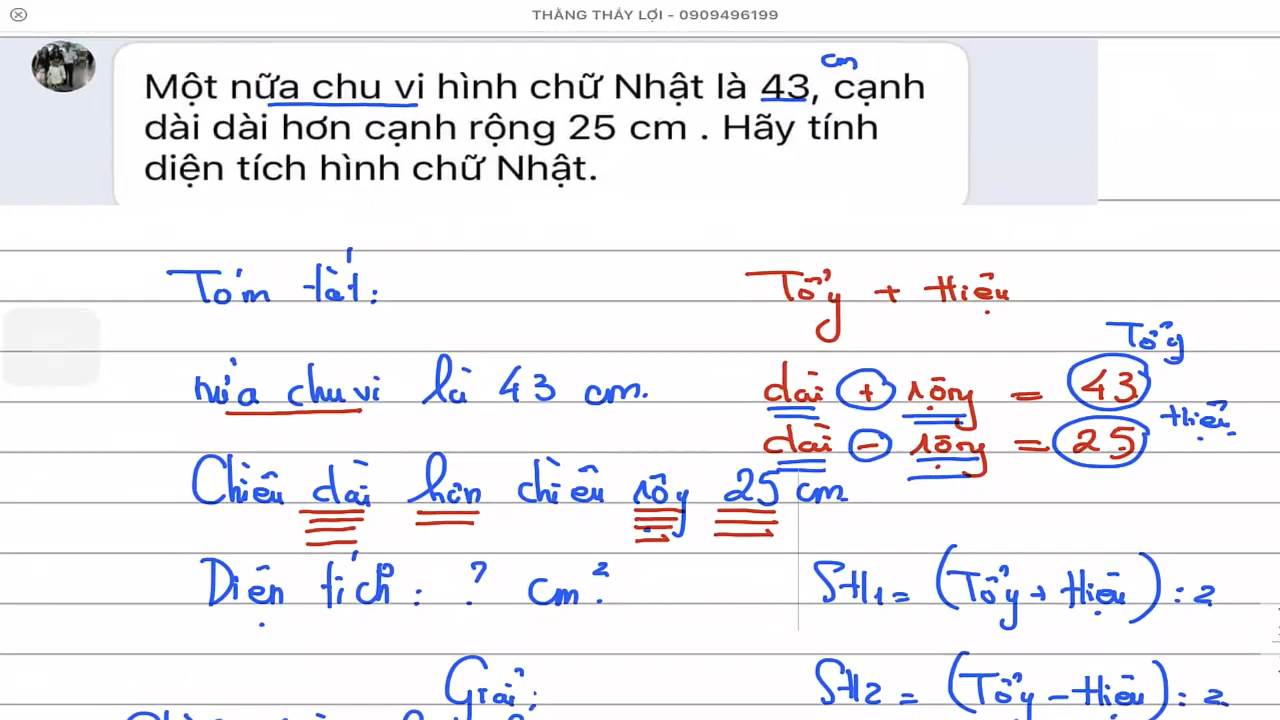 THẰNG THẦY LỢI - 0909496199
cm
Một nữa chu vi hình chữ Nhật là 43, cạnh
dài dài hơn cạnh rộng 25 cm . Hãy tính
diện tích hình chữ Nhật.
Tóm tắt:
Tổng + Hiệu
Tổng
nửa chu vi là 43 cm.
dài + rộng = 43
Hiệu
dài - rộng = 25
Chiều dài hơn chiều rộng 25 cm
Diện tích : ? cm²
STH1 = (Tổng + Hiệu) : 2
Giải:
STH2 = (Tổng - Hiệu) : 2